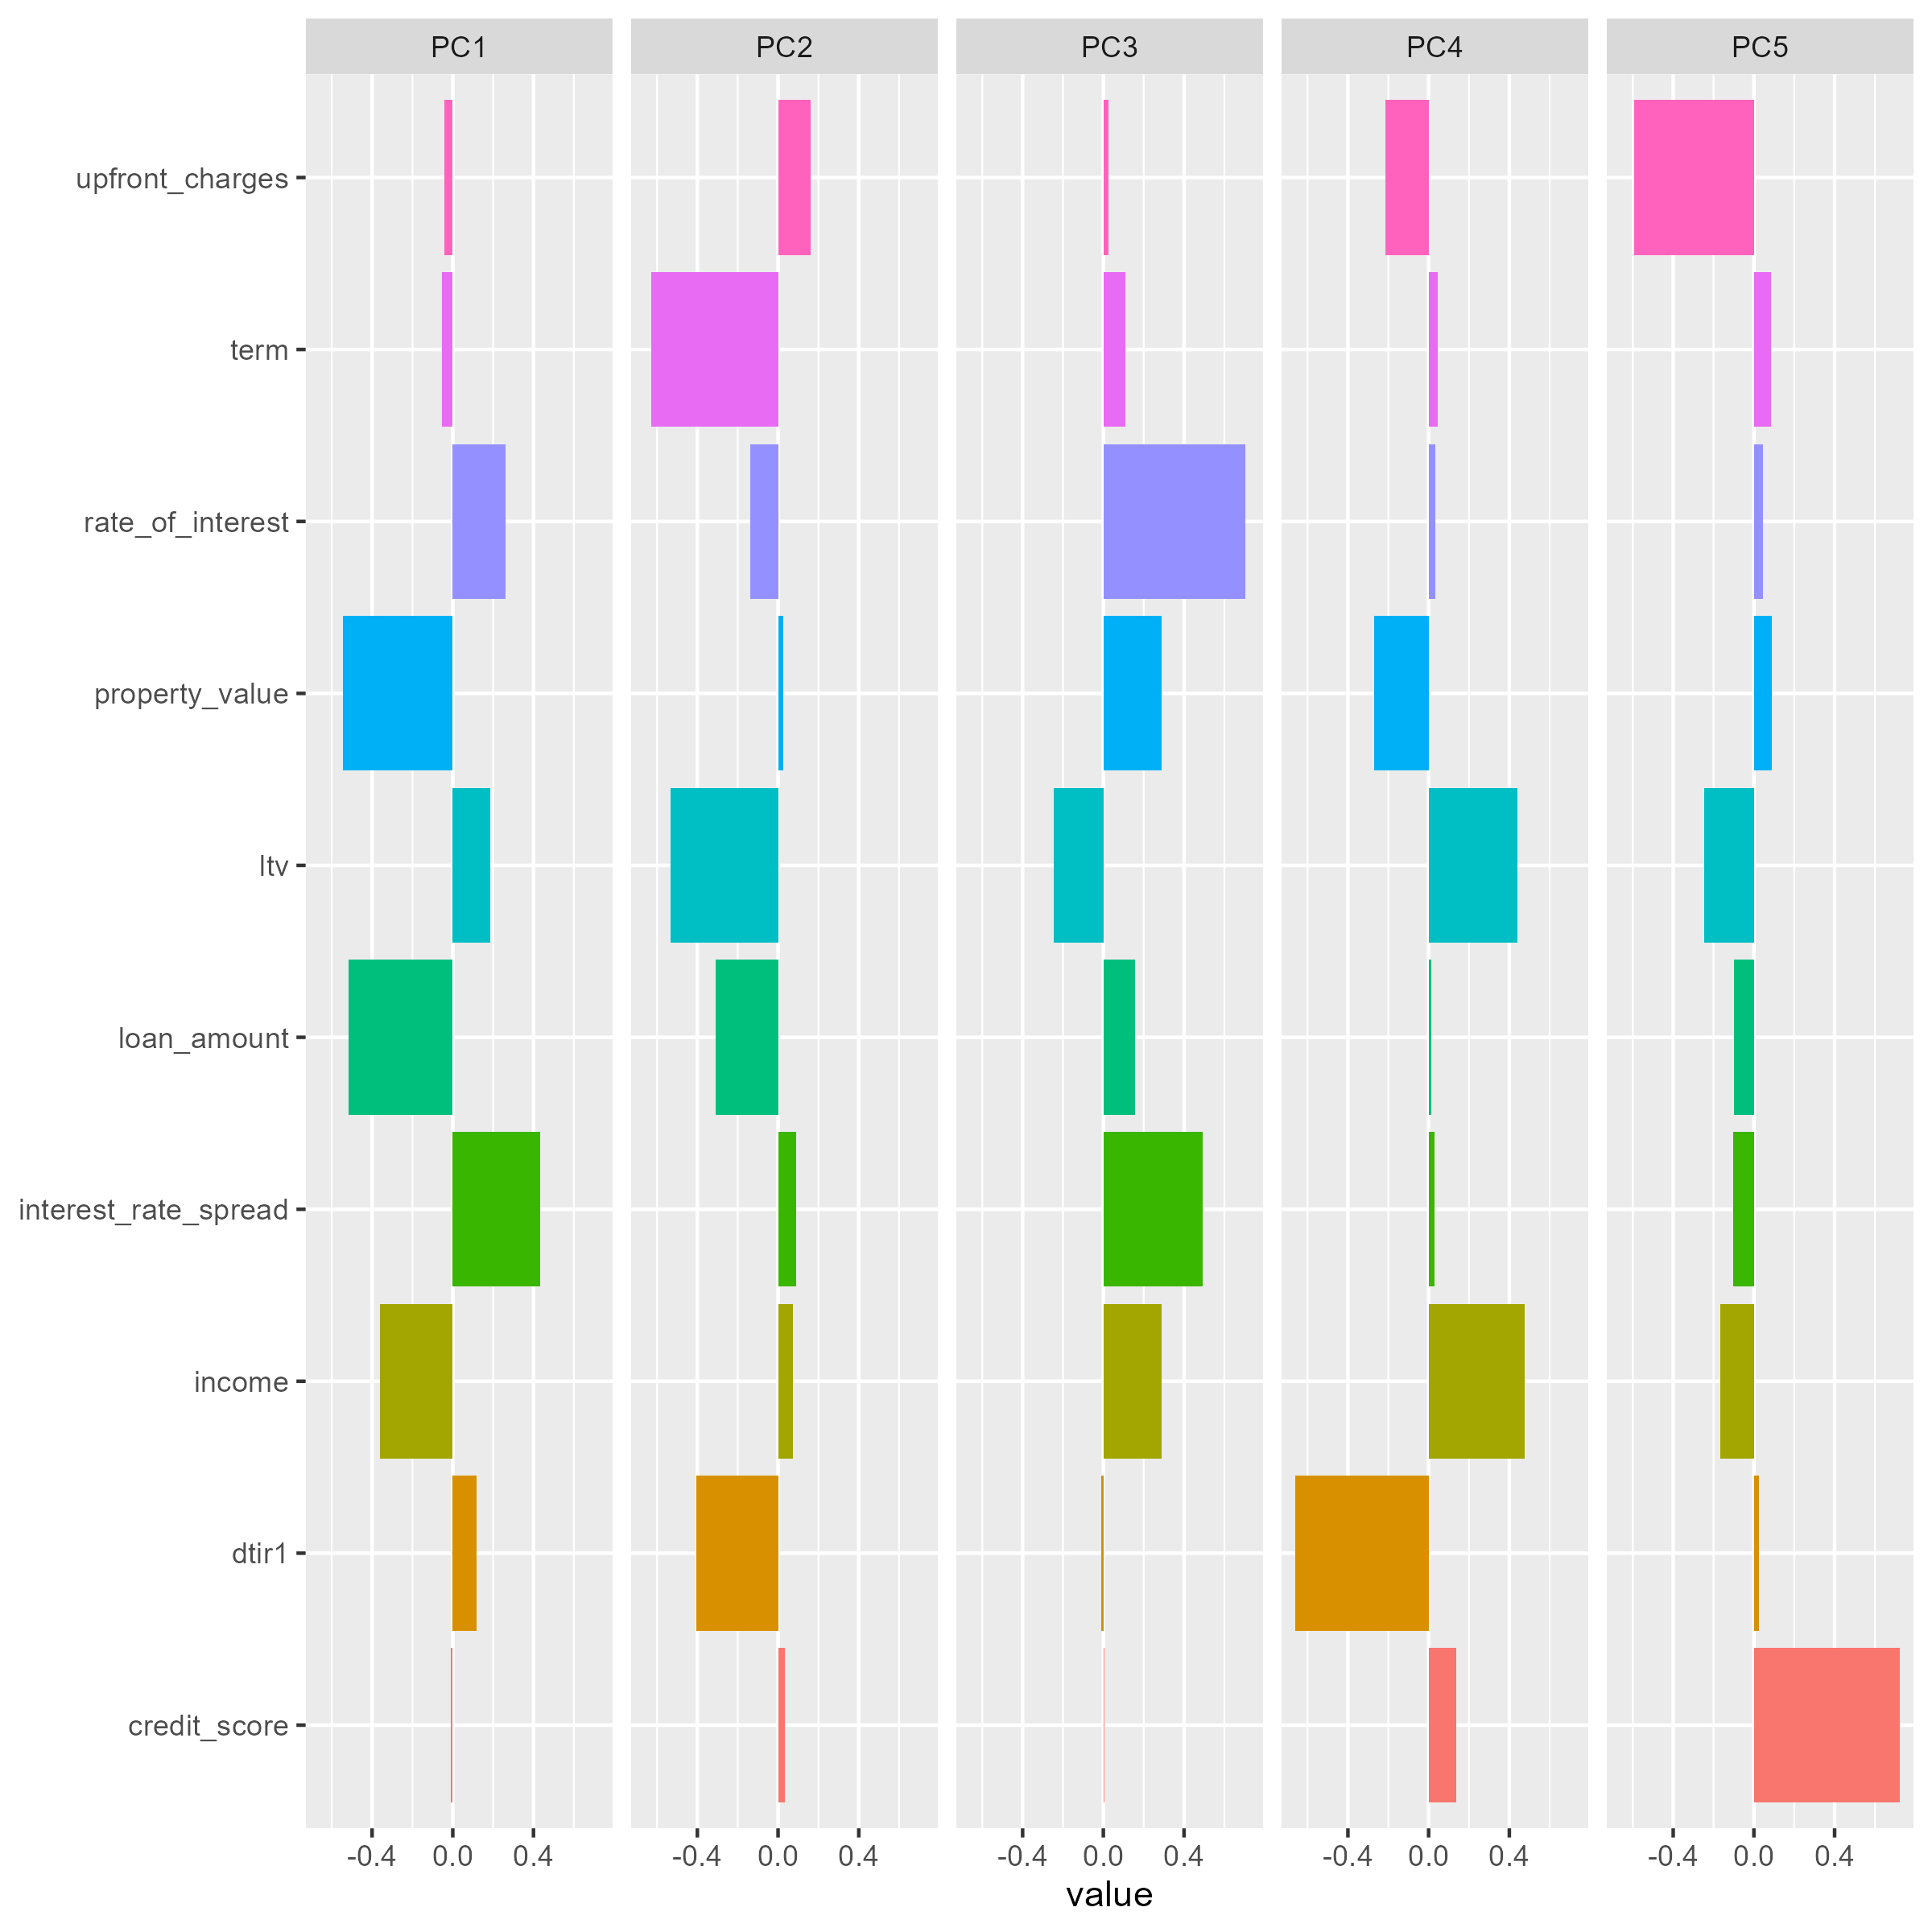 PC1 PC2 PC3 PC4 PC5
upfront_charges
term
rate_of_interest
property_value
ltv
loan_amount
interest_rate_spread
income
dtir1
credit_score
-0.4 0.0 0.4 -0.4 0.0 0.4 -0.4 0.0 0.4 -0.4 0.0 0.4 -0.4 0.0 0.4
value